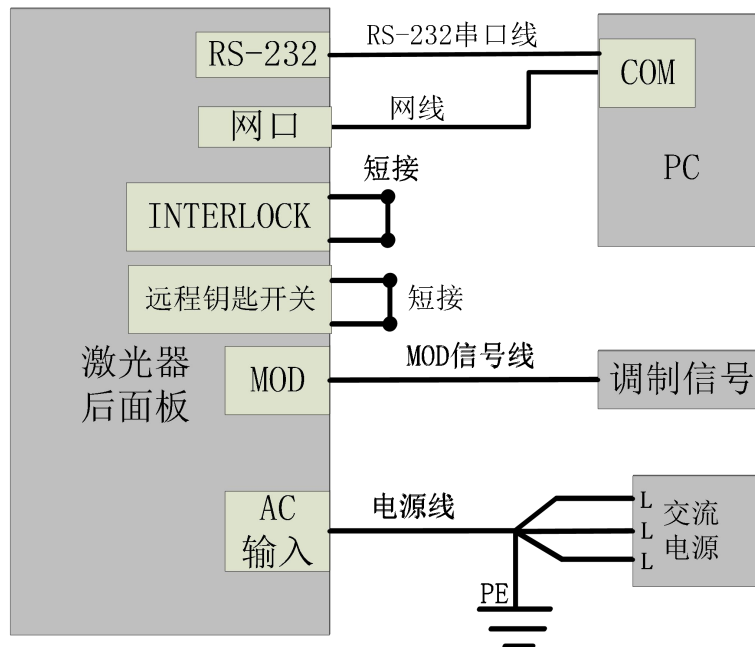 RS-232
RS-232串口线
COM
网口
网线
PC
短接
INTERLOCK
远程钥匙开关
短接
激光器
后面板
MOD
MOD信号线
调制信号
AC
输入
电源线
L
L
L
交流
电源
PE